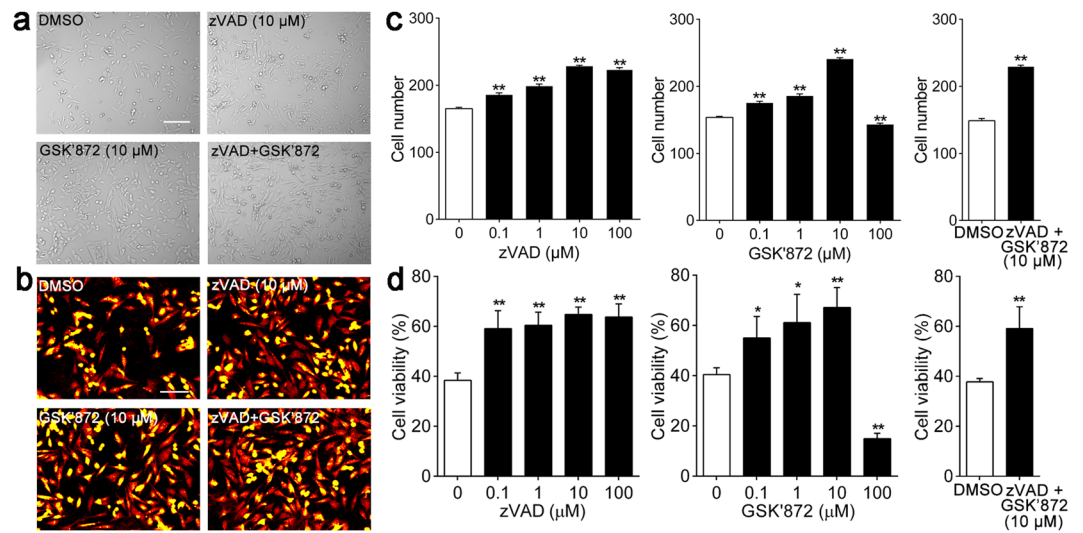 a
DMSO
zVAD (10 µM)
GSK'872 (10 µM)
zVAD+GSK'872
b
DMSO
zVAD (10 µM)
GSK'872 (10 µM)
zVAD+GSK'872
c
Cell number
300
200
100
0
0
0.1
1
10
100
**
**
**
**
zVAD (µM)
Cell number
300
200
100
0
0
0.1
1
10
100
**
**
**
**
GSK'872 (µM)
Cell number
300
200
100
0
**
DMSO
zVAD +
GSK'872
(10 µM)
d
Cell viability (%)
80
60
40
20
0
0
0.1
1
10
100
**
**
**
**
zVAD (µM)
Cell viability (%)
80
60
40
20
0
0
0.1
1
10
100
*
*
**
**
GSK'872 (µM)
Cell viability (%)
80
60
40
20
0
**
DMSO
zVAD +
GSK'872
(10 µM)